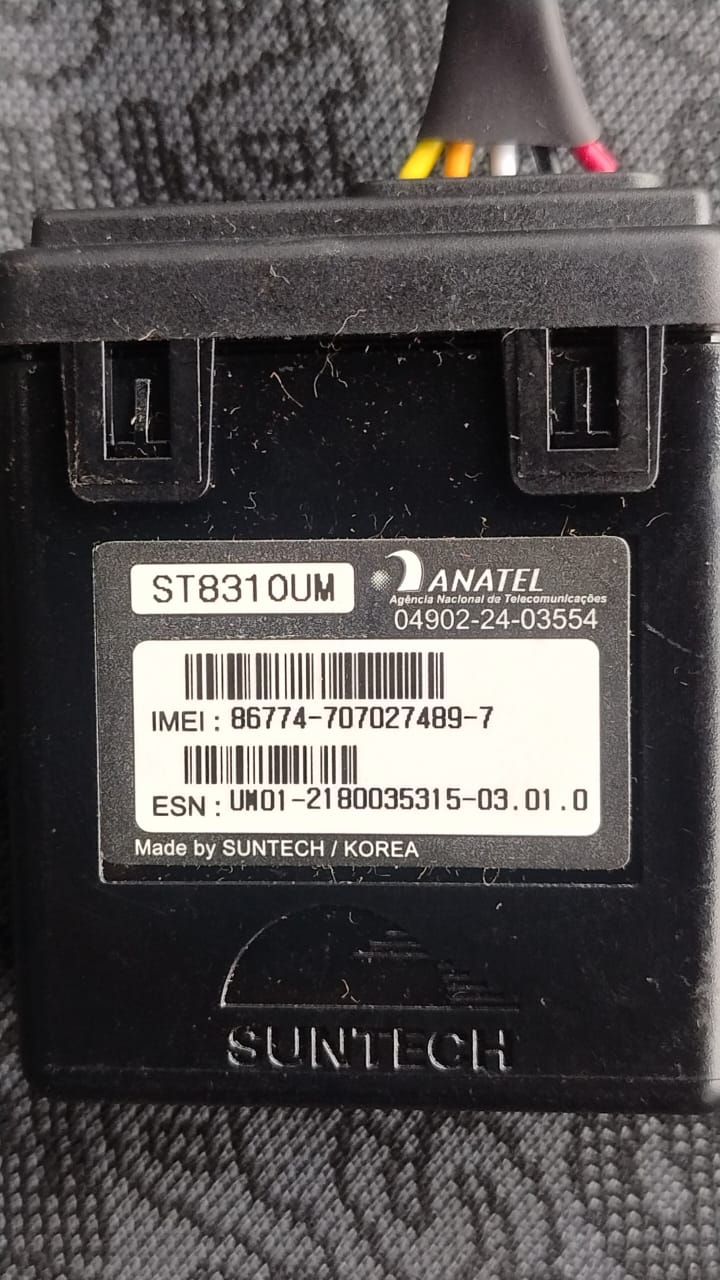 ST8310UM
ANATEL
Agência Nacional de Telecomunicações
04902-24-03554
IMEI : 86774-707027489-7
ESN : UM01-2180035315-03.01.0
Made by SUNTECH / KOREA
SUNTECH